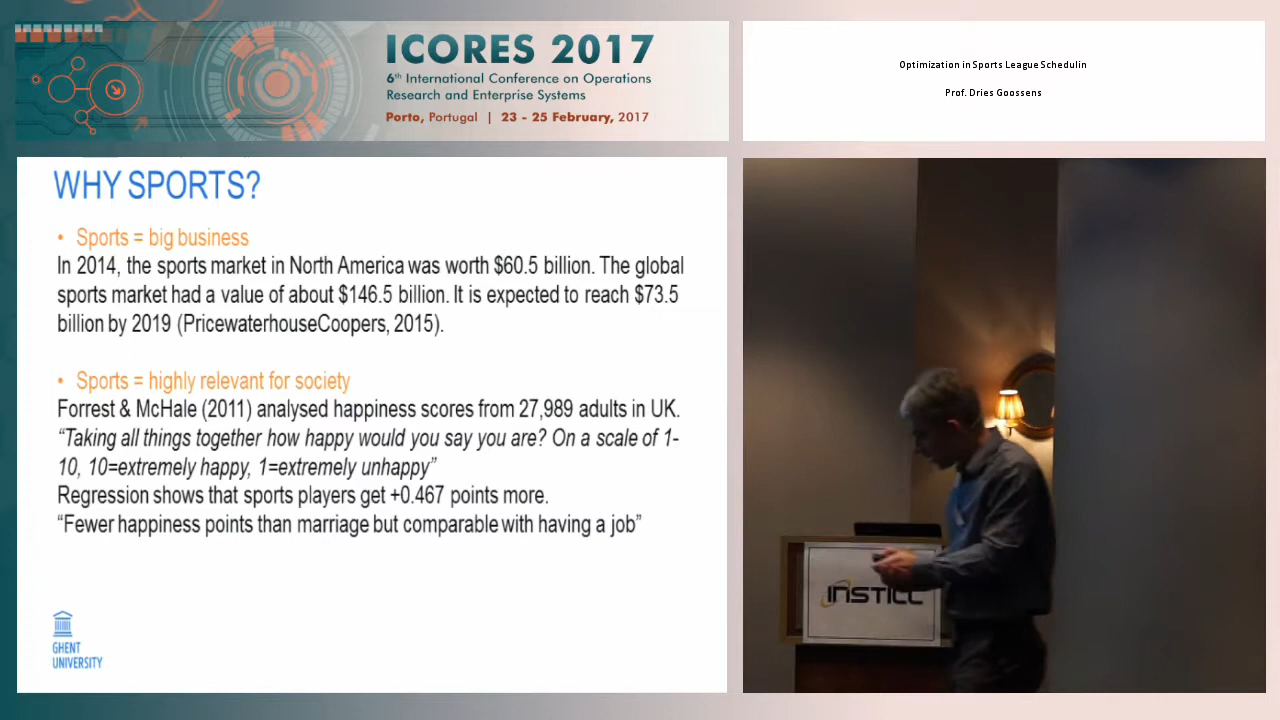 ICORES 2017
6th International Conference on Operations
Research and Enterprise Systems
Porto, Portugal | 23 - 25 February, 2017
Optimization in Sports League Schedulin
Prof. Dries Goossens
WHY SPORTS?
• Sports = big business
In 2014, the sports market in North America was worth $60.5 billion. The global
sports market had a value of about $146.5 billion. It is expected to reach $73.5
billion by 2019 (PricewaterhouseCoopers, 2015).
• Sports = highly relevant for society
Forrest & McHale (2011) analysed happiness scores from 27,989 adults in UK.
“Taking all things together how happy would you say you are? On a scale of 1-
10, 10=extremely happy, 1=extremely unhappy”
Regression shows that sports players get +0.467 points more.
“Fewer happiness points than marriage but comparable with having a job”
GHENT
UNIVERSITY
INSTICC